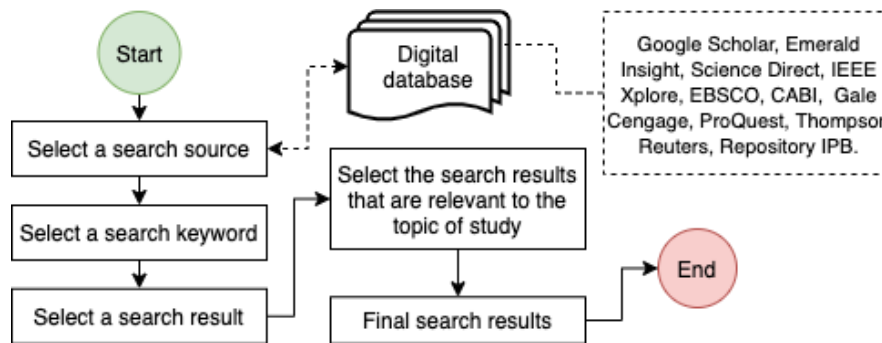 Start
Select a search source
Select a search keyword
Select a search result
Digital
database
Google Scholar, Emerald
Insight, Science Direct, IEEE
Xplore, EBSCO, CABI, Gale
Cengage, ProQuest, Thompson
Reuters, Repository IPB.
Select the search results
that are relevant to the
topic of study
Final search results
End